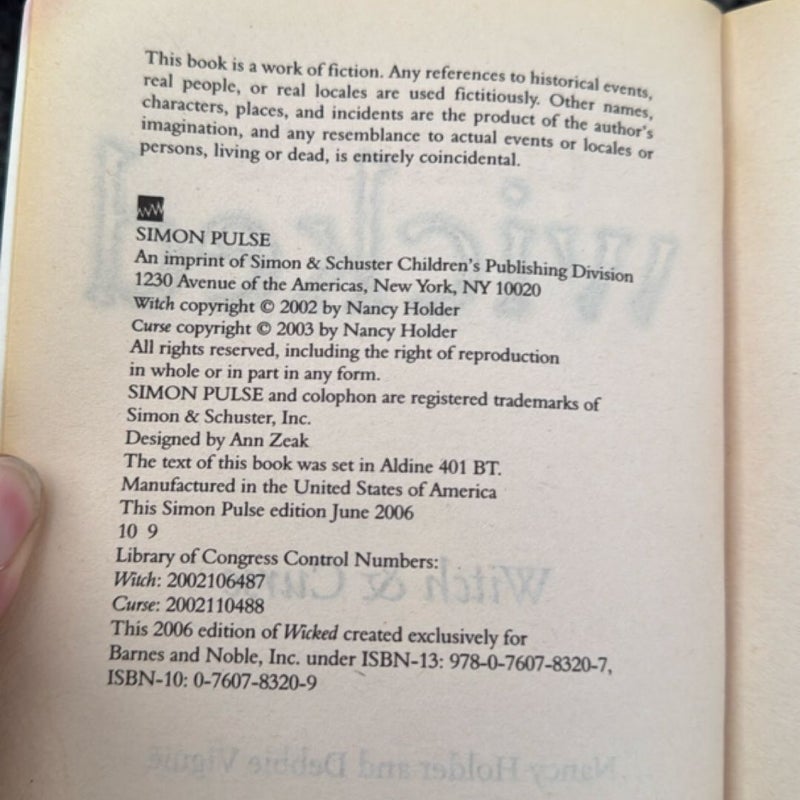 This book is a work of fiction. Any references to historical events,
real people, or real locales are used fictitiously. Other names,
characters, places, and incidents are the product of the author's
imagination, and any resemblance to actual events or locales or
persons, living or dead, is entirely coincidental.
SIMON PULSE
An imprint of Simon & Schuster Children's Publishing Division
1230 Avenue of the Americas, New York, NY 10020
Witch copyright © 2002 by Nancy Holder
Curse copyright © 2003 by Nancy Holder
All rights reserved, including the right of reproduction
in whole or in part in any form.
SIMON PULSE and colophon are registered trademarks of
Simon & Schuster, Inc.
Designed by Ann Zeak
The text of this book was set in Aldine 401 BT.
Manufactured in the United States of America
This Simon Pulse edition June 2006
10 9
Library of Congress Control Numbers:
Witch: 2002106487
Curse: 2002110488
This 2006 edition of Wicked created exclusively for
Barnes and Noble, Inc. under ISBN-13: 978-0-7607-8320-7,
ISBN-10: 0-7607-8320-9
Wicked
Witch & Curse
Nancy Holder and Debbie Viguié